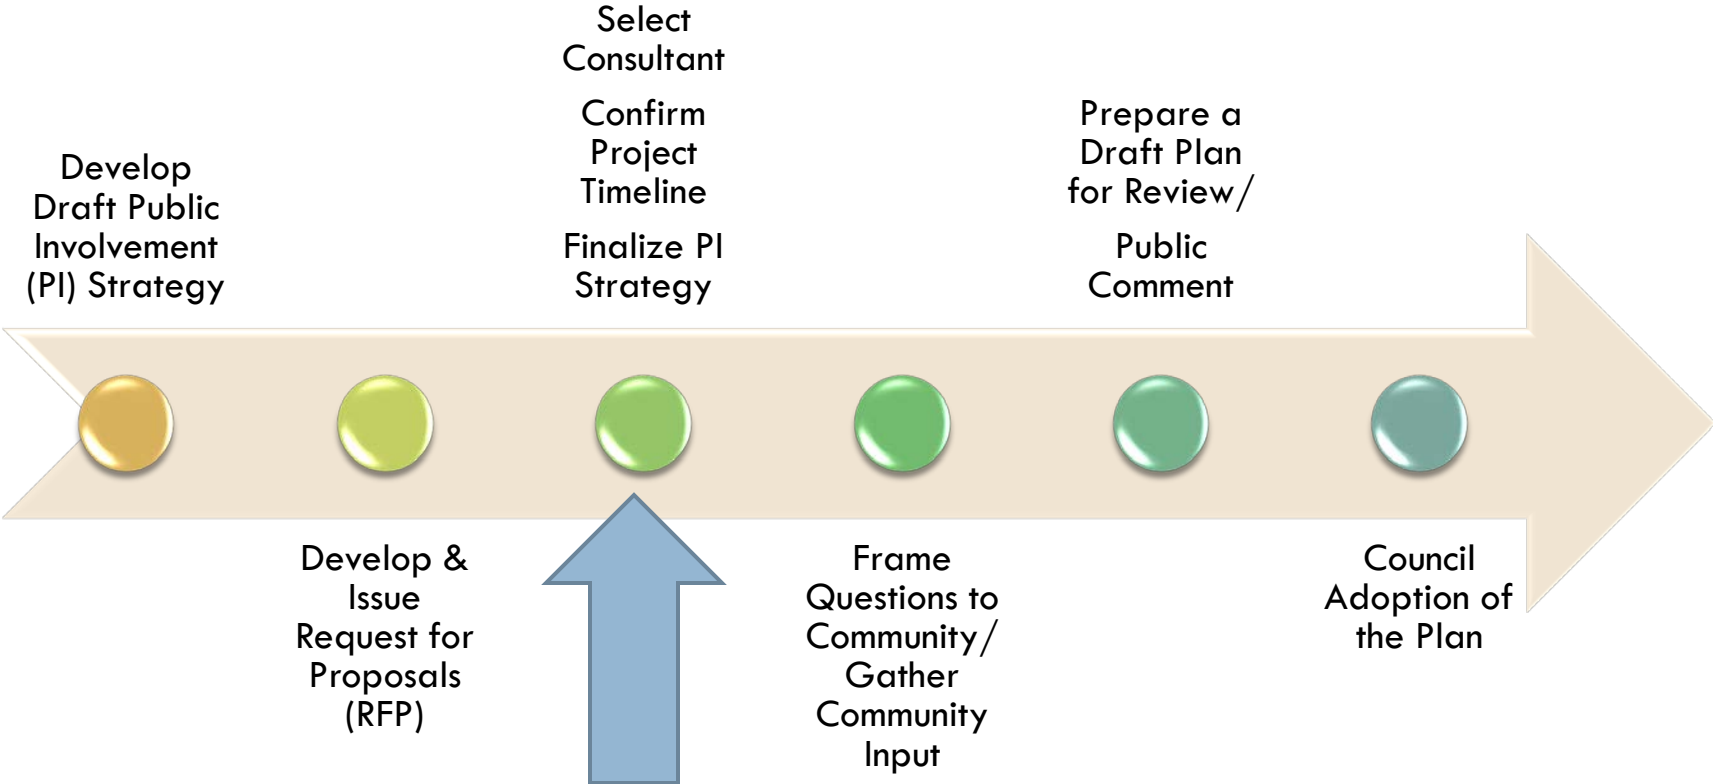 Develop
Draft Public
Involvement
(PI) Strategy
Develop &
Issue
Request for
Proposals
(RFP)
Select
Consultant
Confirm
Project
Timeline
Finalize PI
Strategy
Frame
Questions to
Community/
Gather
Community
Input
Prepare a
Draft Plan
for Review/
Public
Comment
Council
Adoption of
the Plan